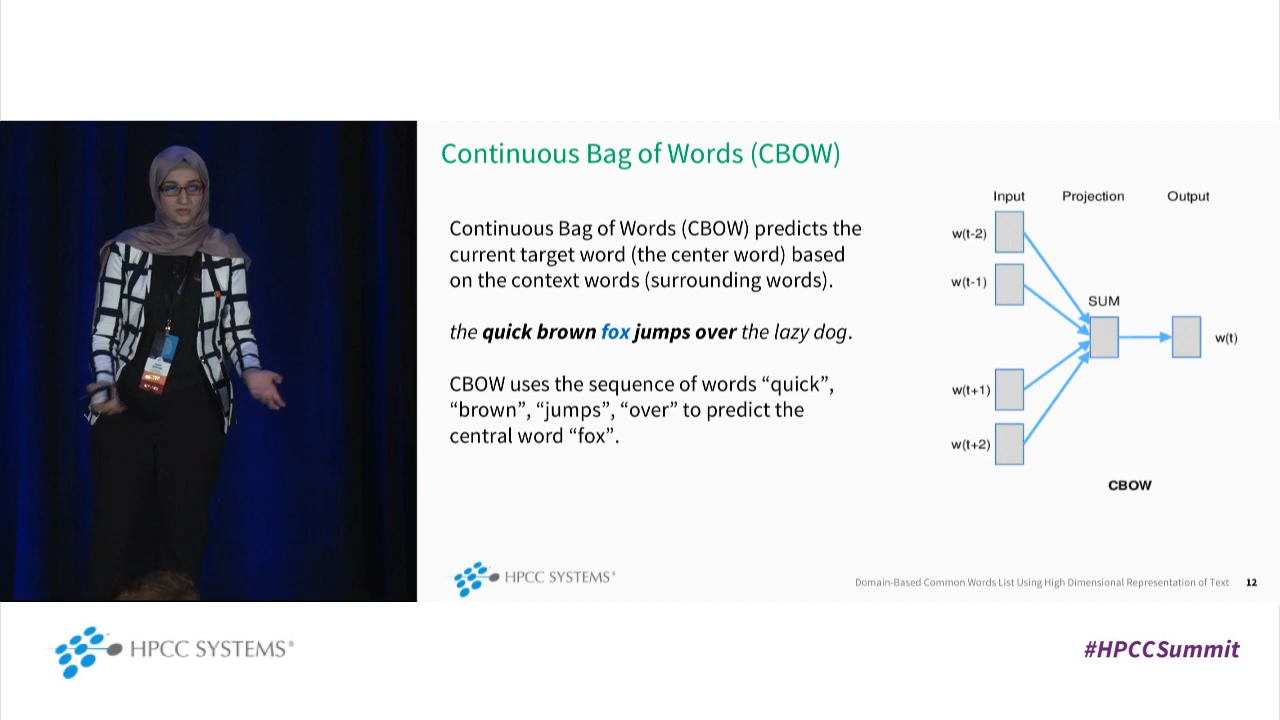 Continuous Bag of Words (CBOW)
Continuous Bag of Words (CBOW) predicts the
current target word (the center word) based
on the context words (surrounding words).
the quick brown fox jumps over the lazy dog.
CBOW uses the sequence of words “quick”,
“brown”, “jumps”, “over” to predict the
central word “fox”.
Input Projection Output
w(t-2)
w(t-1)
SUM
w(t)
w(t+1)
w(t+2)
CBOW
HPCC SYSTEMS®
Domain-Based Common Words List Using High Dimensional Representation of Text 12
HPCC SYSTEMS®
#HPCCSummit